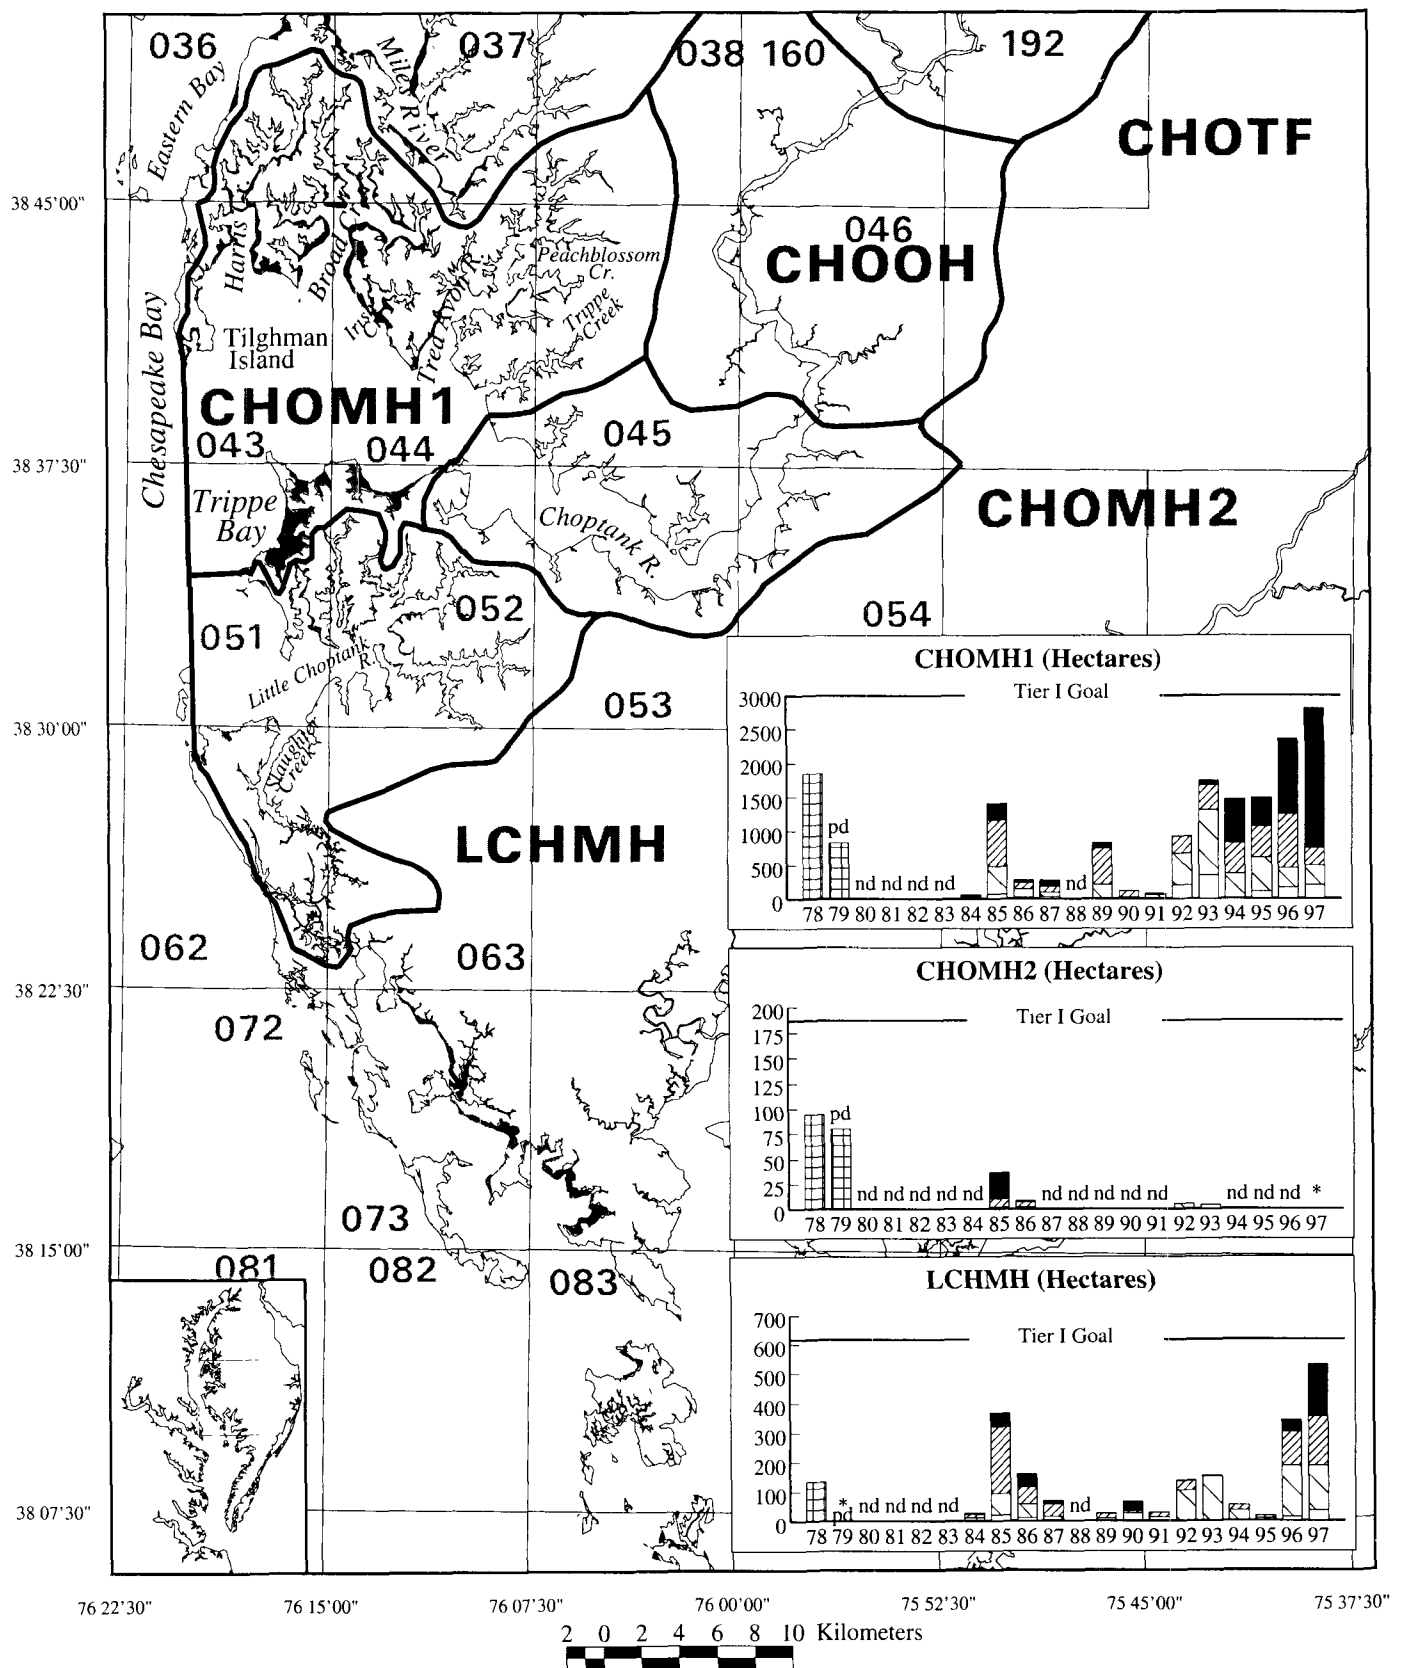 036
037
038
160
192
Eastern Bay
Miles River
CHOTF
38 45'00"
046
CHOOH
Harris
Cr.
Broad Cr.
Irish
Cr.
Tred Avon R.
Peachblossom
Cr.
Trippe
Creek
Chesapeake Bay
Tilghman
Island
CHOMH1
043
044
045
38 37'30"
Trippe
Bay
Choptank R.
CHOMH2
051
052
054
Little Choptank
R.
053
38 30'00"
Slaughter
Creek
LCHMH
062
063
38 22'30"
072
073
38 15'00"
081
082
083
38 07'30"
CHOMH1 (Hectares)
Tier I Goal
3000
2500
2000
1500
1000
500
0
pd
nd nd nd nd
nd
78 79 80 81 82 83 84 85 86 87 88 89 90 91 92 93 94 95 96 97
CHOMH2 (Hectares)
Tier I Goal
200
175
150
125
100
75
50
25
0
pd
nd nd nd nd nd
nd nd nd nd nd
nd nd nd *
78 79 80 81 82 83 84 85 86 87 88 89 90 91 92 93 94 95 96 97
LCHMH (Hectares)
Tier I Goal
700
600
500
400
300
200
100
0
*
pd
nd nd nd nd
nd
78 79 80 81 82 83 84 85 86 87 88 89 90 91 92 93 94 95 96 97
76 22'30"
76 15'00"
76 07'30"
76 00'00"
75 52'30"
75 45'00"
75 37'30"
2 0 2 4 6 8 10 Kilometers